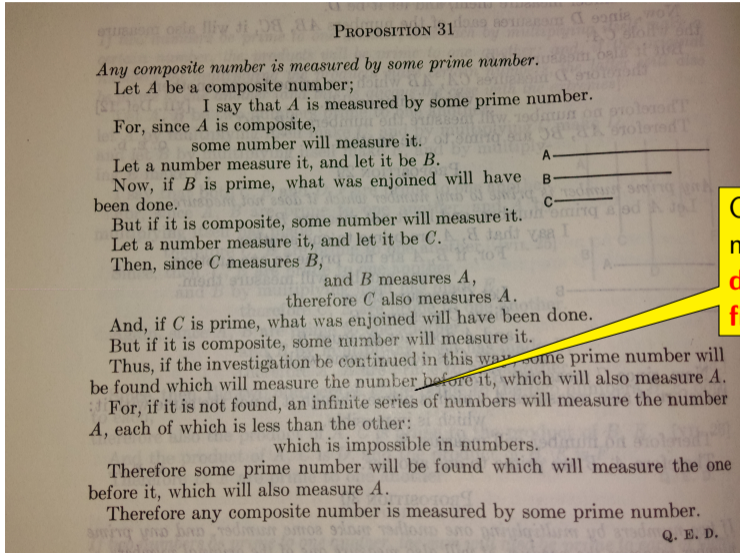 PROPOSITION 31
Any composite number is measured by some prime number.
Let A be a composite number;
I say that A is measured by some prime number.
For, since A is composite,
some number will measure it.
Let a number measure it, and let it be B.
Now, if B is prime, what was enjoined will have
been done.
But if it is composite, some number will measure it.
Let a number measure it, and let it be C.
Then, since C measures B,
and B measures A,
therefore C also measures A.
And, if C is prime, what was enjoined will have been done.
But if it is composite, some number will measure it.
Thus, if the investigation be continued in this way, some prime number will
be found which will measure the number before it, which will also measure A.
For, if it is not found, an infinite series of numbers will measure the number
A, each of which is less than the other:
which is impossible in numbers.
Therefore some prime number will be found which will measure the one
before it, which will also measure A.
Therefore any composite number is measured by some prime number.
Q. E. D.
A
B
C